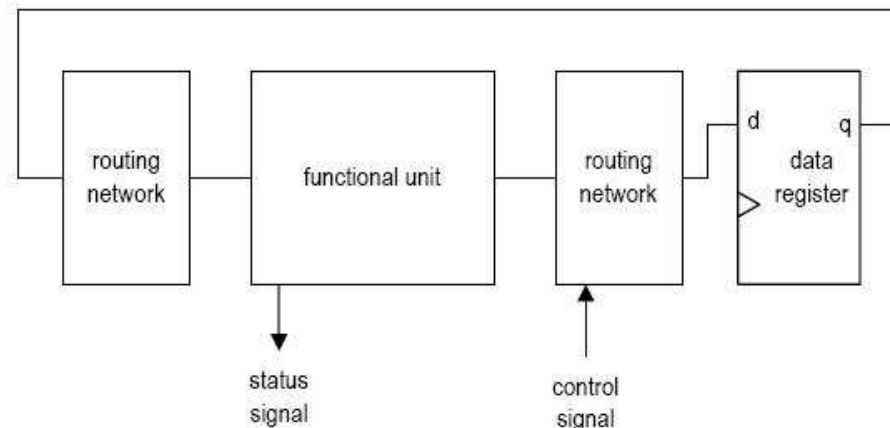 routing
network
functional unit
routing
network
d
q
data
register
status
signal
control
signal